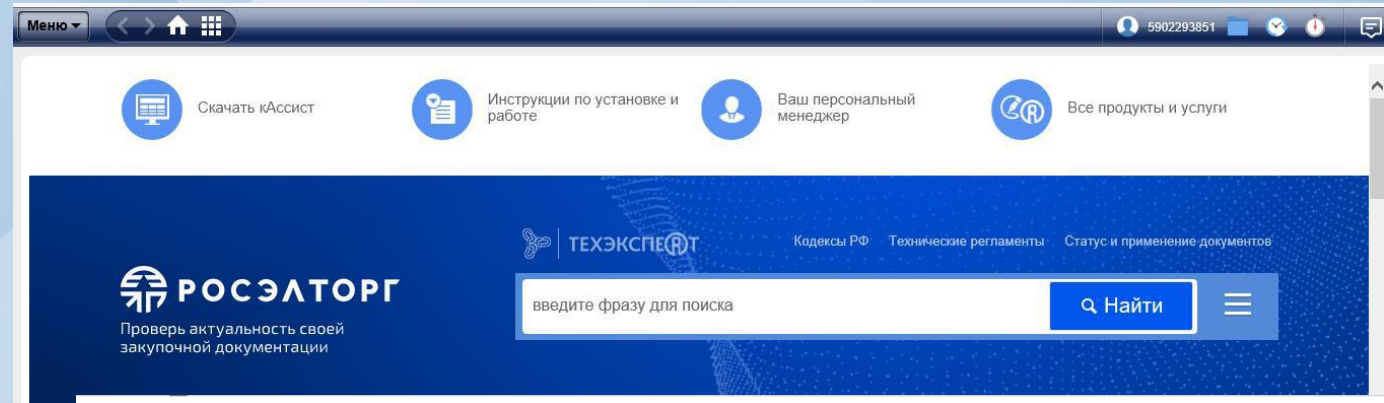 Меню
5902293851
Скачать кАссист
Инструкции по установке и
работе
Ваш персональный
менеджер
Все продукты и услуги
ТЕХЭКСПЕ®Т
Кодексы РФ
Технические регламенты
Статус и применение документов
РОСЭЛТОРГ
Проверь актуальность своей
закупочной документации
введите фразу для поиска
Найти